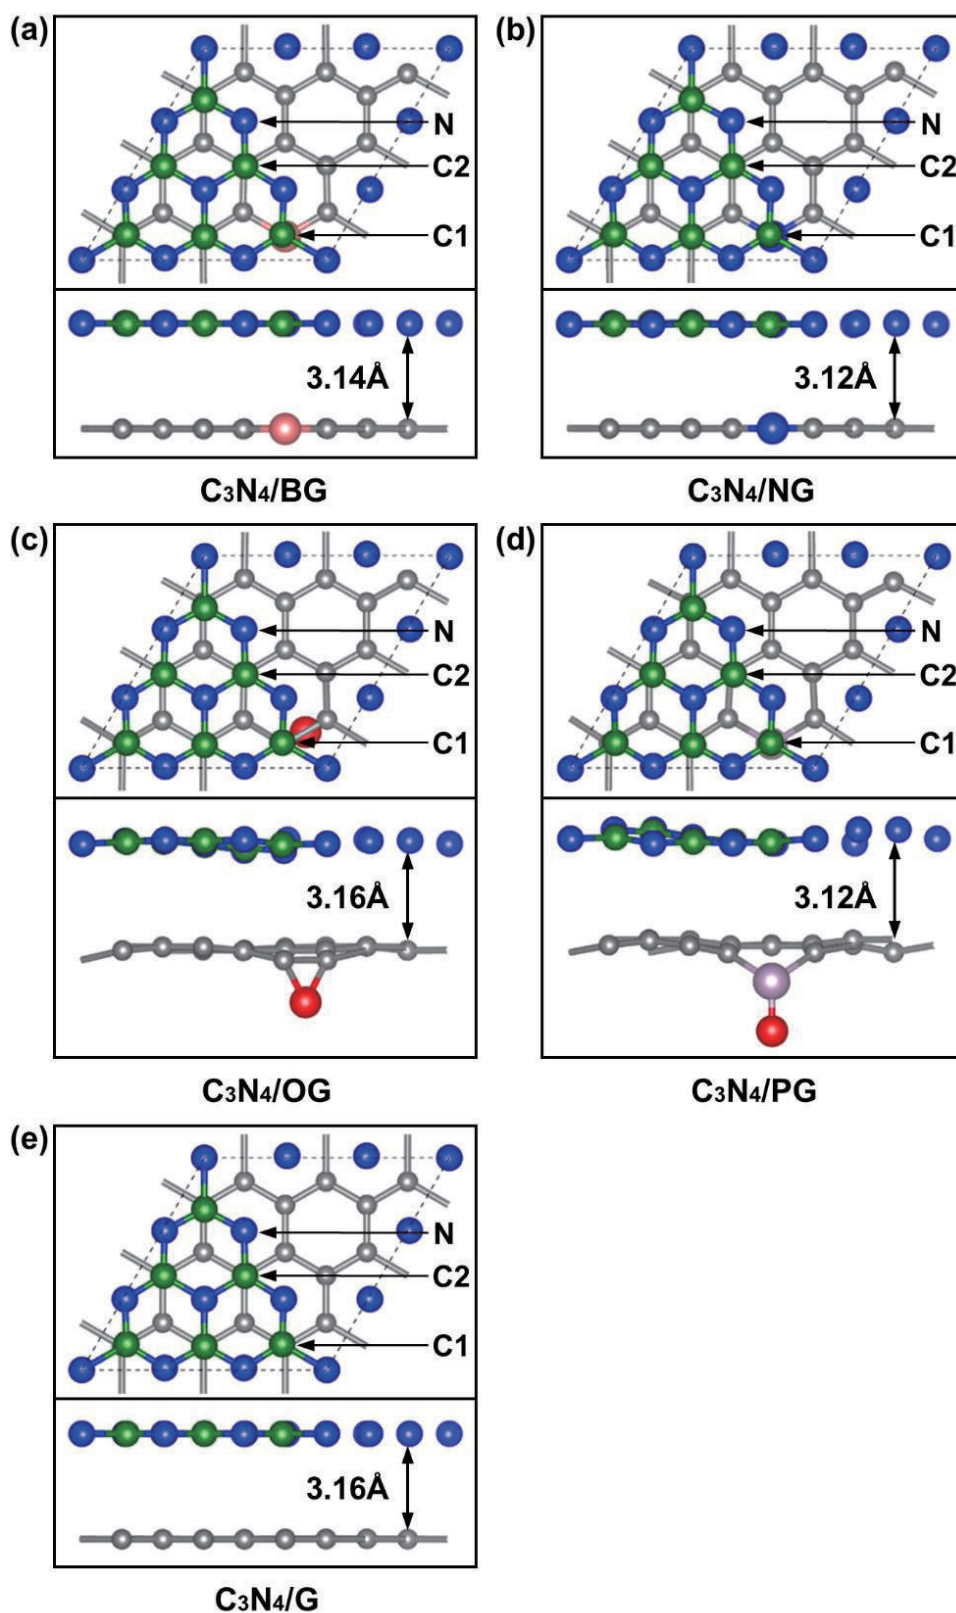 (a)
N
C2
C1
3.14Å
C₃N₄/BG
(b)
N
C2
C1
3.12Å
C₃N₄/NG
(c)
N
C2
C1
3.16Å
C₃N₄/OG
(d)
N
C2
C1
3.12Å
C₃N₄/PG
(e)
N
C2
C1
3.16Å
C₃N₄/G